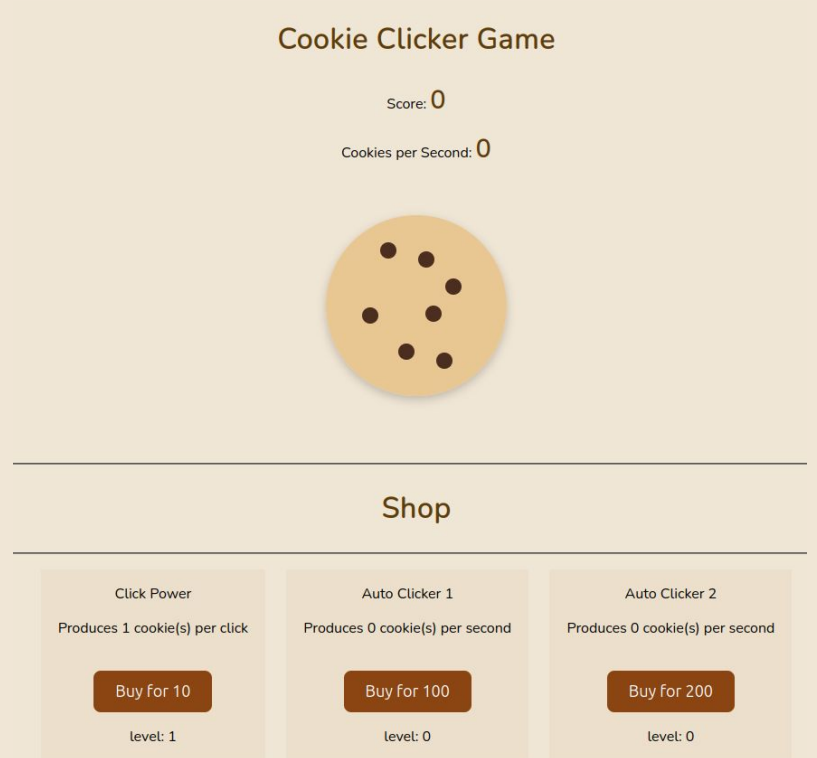 Cookie Clicker Game
Score: 0
Cookies per Second: 0
Shop
Click Power
Produces 1 cookie(s) per click
Buy for 10
level: 1
Auto Clicker 1
Produces 0 cookie(s) per second
Buy for 100
level: 0
Auto Clicker 2
Produces 0 cookie(s) per second
Buy for 200
level: 0